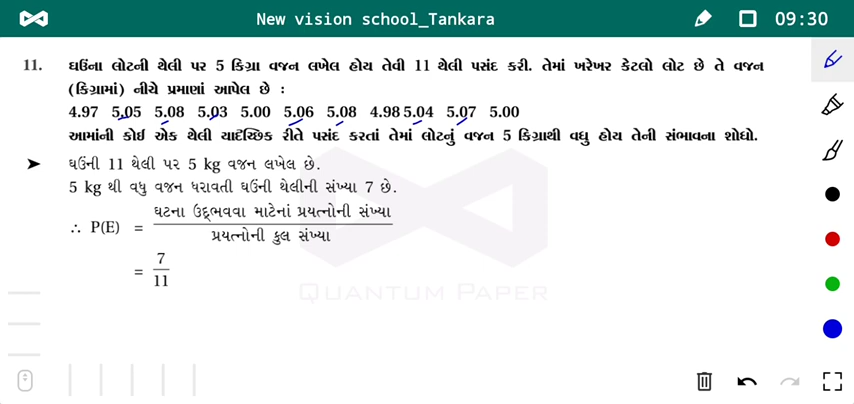 New vision school_Tankara
09:30
11. ઘઉંના લોટની થેલી પર 5 કિગ્રા વજન લખેલ હોય તેવી 11 થેલી પસંદ કરી. તેમાં ખરેખર કેટલો લોટ છે તે વજન
(કિગ્રામાં) નીચે પ્રમાણાં આપેલ છે :
4.97 5.05 5.08 5.03 5.00 5.06 5.08 4.98 5.04 5.07 5.00
આમાંની કોઈ એક થેલી યાદૅચ્છિક રીતે પસંદ કરતાં તેમાં લોટનું વજન 5 કિગ્રાથી વધુ હોય તેની સંભાવના શોધો.
➤ ઘઉંની 11 થેલી પર 5 kg વજન લખેલ છે.
5 kg થી વધુ વજન ધરાવતી ઘઉંની થેલીની સંખ્યા 7 છે.
∴ P(E) = ઘટના ઉદ્ભવવા માટેનાં પ્રયત્નોની સંખ્યા
પ્રયત્નોની કુલ સંખ્યા
= 7
11
QUANTUM PAPER